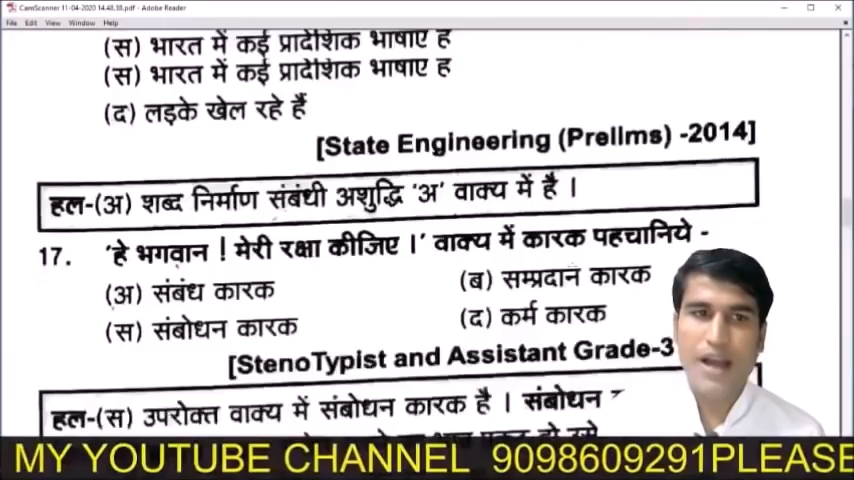 CamScanner 11-04-2020 14.48.38.pdf - Adobe Reader
File Edit View Window Help
(स) भारत में कई प्रादेशिक भाषाए ह
(स) भारत में कई प्रादेशिक भाषाए ह
(द) लड़के खेल रहे हैं
[State Engineering (Prelims) -2014]
हल-(अ) शब्द निर्माण संबंधी अशुद्धि 'अ' वाक्य में है ।
17. 'हे भगवान ! मेरी रक्षा कीजिए ।' वाक्य में कारक पहचानिये -
(अ) संबंध कारक (ब) सम्प्रदान कारक
(स) संबोधन कारक (द) कर्म कारक
[StenoTypist and Assistant Grade-3
हल-(स) उपरोक्त वाक्य में संबोधन कारक है । संबोधन
MY YOUTUBE CHANNEL 9098609291PLEASE